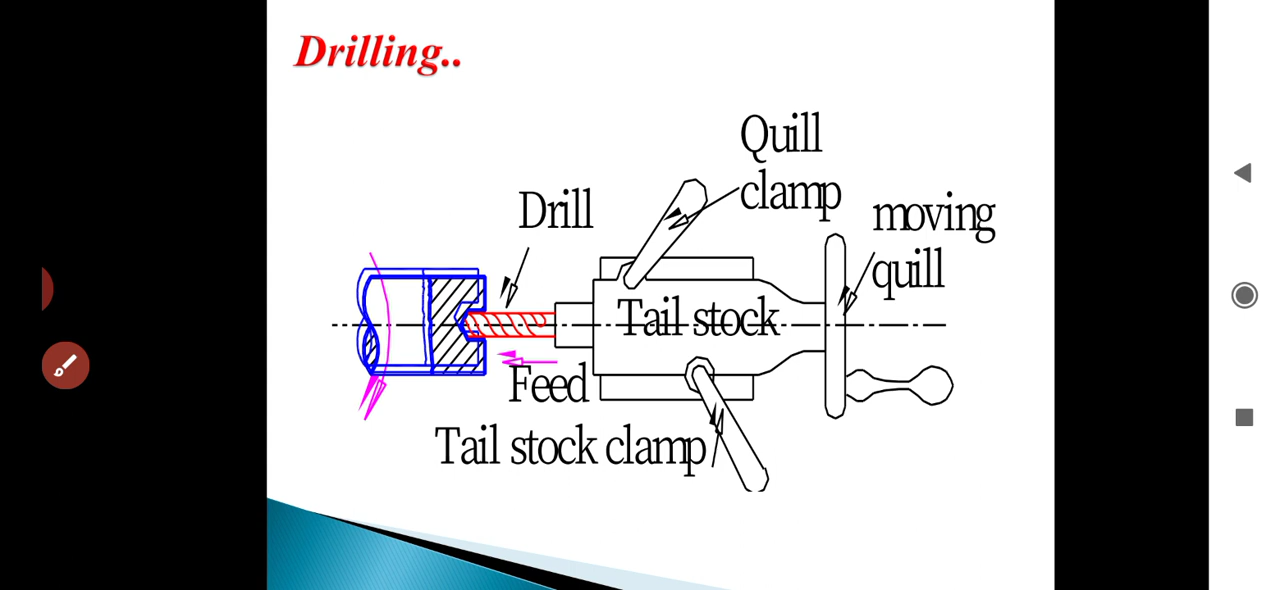 Drilling..
Quill
clamp
Drill
moving
quill
Tail stock
Feed
Tail stock clamp